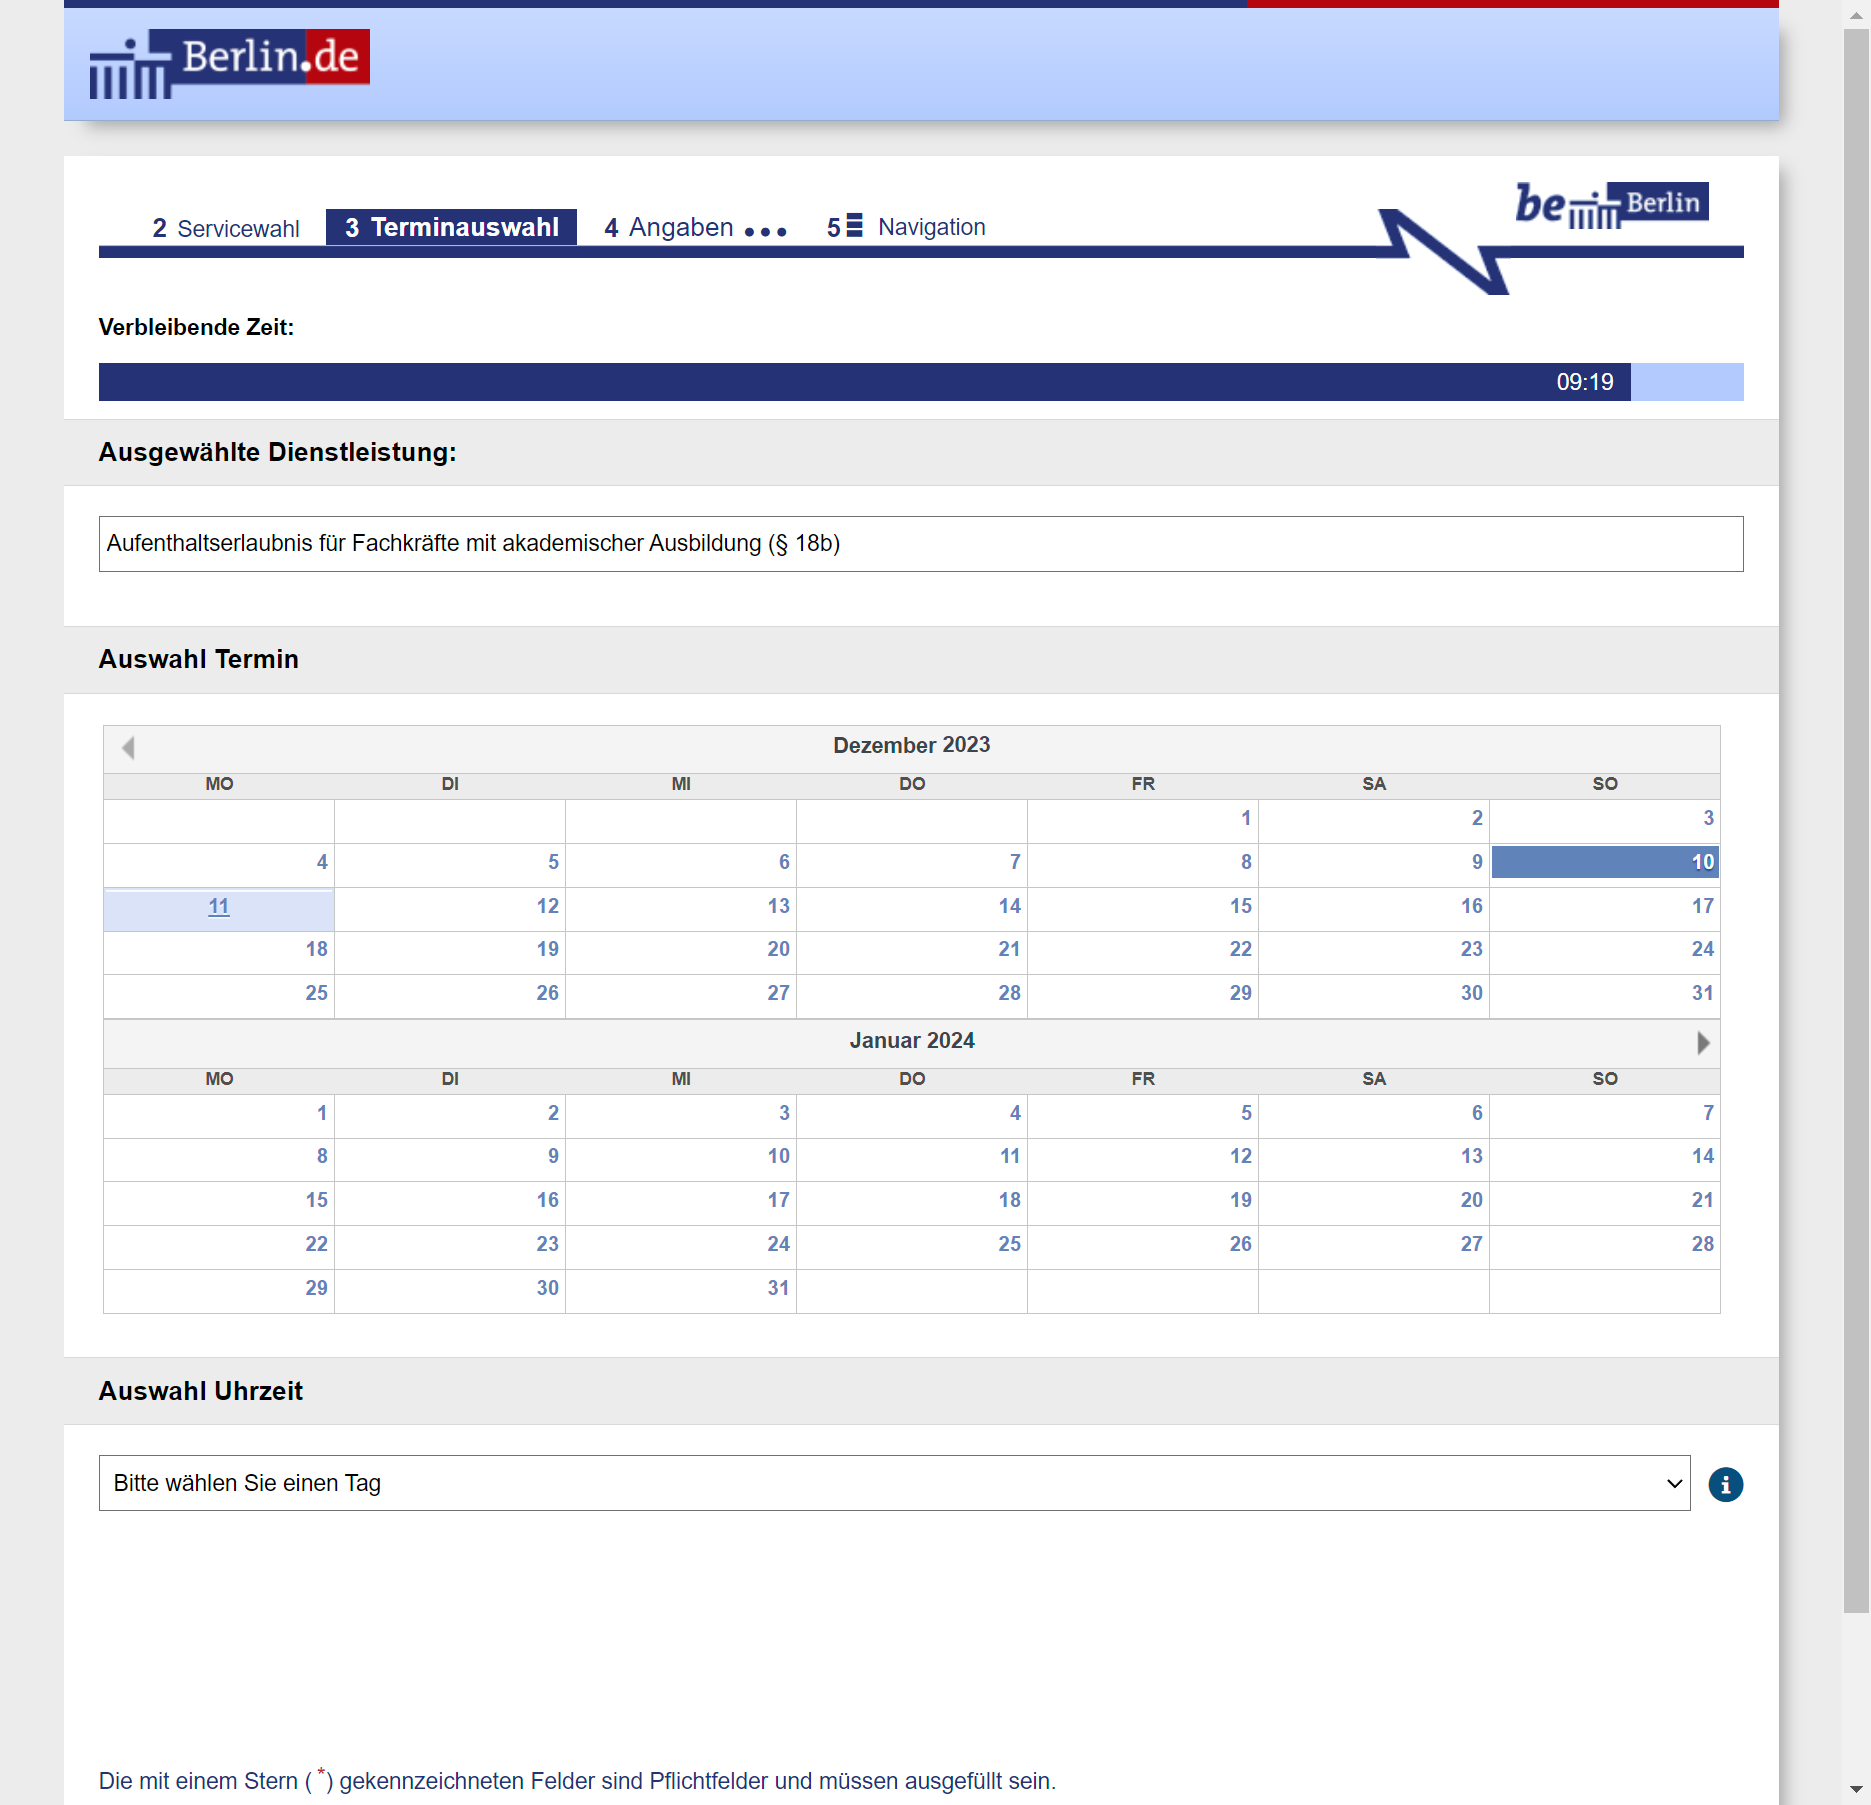 Berlin.de
be Berlin
2 Servicewahl 3 Terminauswahl 4 Angaben ... 5 Navigation
Verbleibende Zeit:
09:19
Ausgewählte Dienstleistung:
Aufenthaltserlaubnis für Fachkräfte mit akademischer Ausbildung (§ 18b)
Auswahl Termin
Dezember 2023
MO DI MI DO FR SA SO
1 2 3
4 5 6 7 8 9 10
11 12 13 14 15 16 17
18 19 20 21 22 23 24
25 26 27 28 29 30 31
Januar 2024
MO DI MI DO FR SA SO
1 2 3 4 5 6 7
8 9 10 11 12 13 14
15 16 17 18 19 20 21
22 23 24 25 26 27 28
29 30 31
Auswahl Uhrzeit
Bitte wählen Sie einen Tag
i
Die mit einem Stern ( *) gekennzeichneten Felder sind Pflichtfelder und müssen ausgefüllt sein.